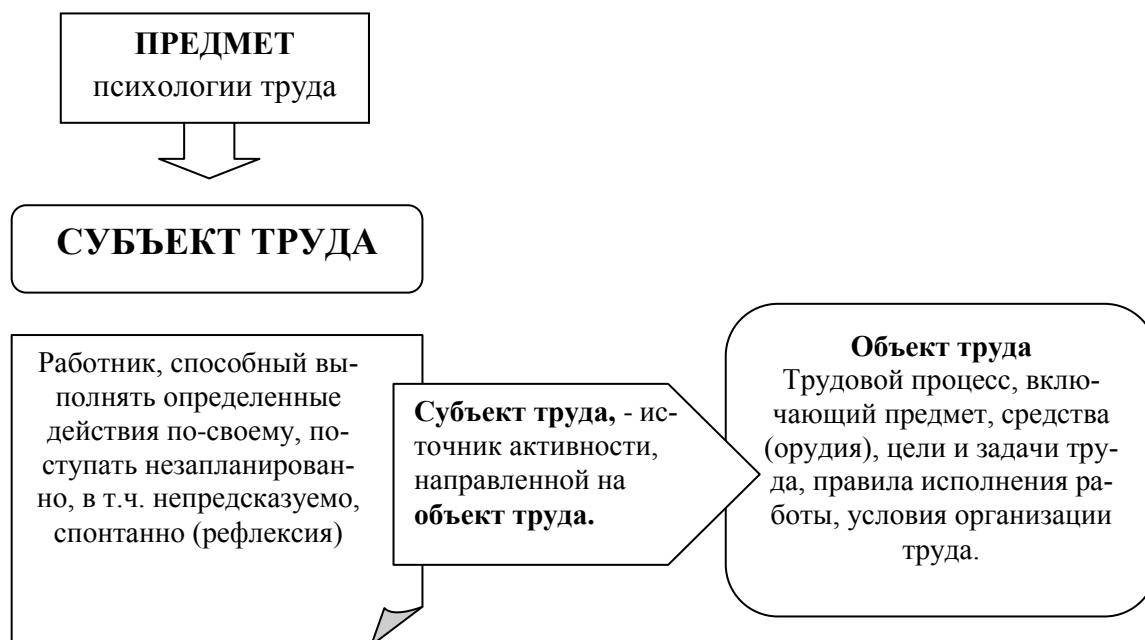 ПРЕДМЕТ
психологии труда
СУБЪЕКТ ТРУДА
Работник, способный вы-
полнять определенные
действия по-своему, по-
ступать незапланирован-
но, в т.ч. непредсказуемо,
спонтанно (рефлексия)
Субъект труда, - ис-
точник активности,
направленной на
объект труда.
Объект труда
Трудовой процесс, вклю-
чающий предмет, средства
(орудия), цели и задачи тру-
да, правила исполнения ра-
боты, условия организации
труда.